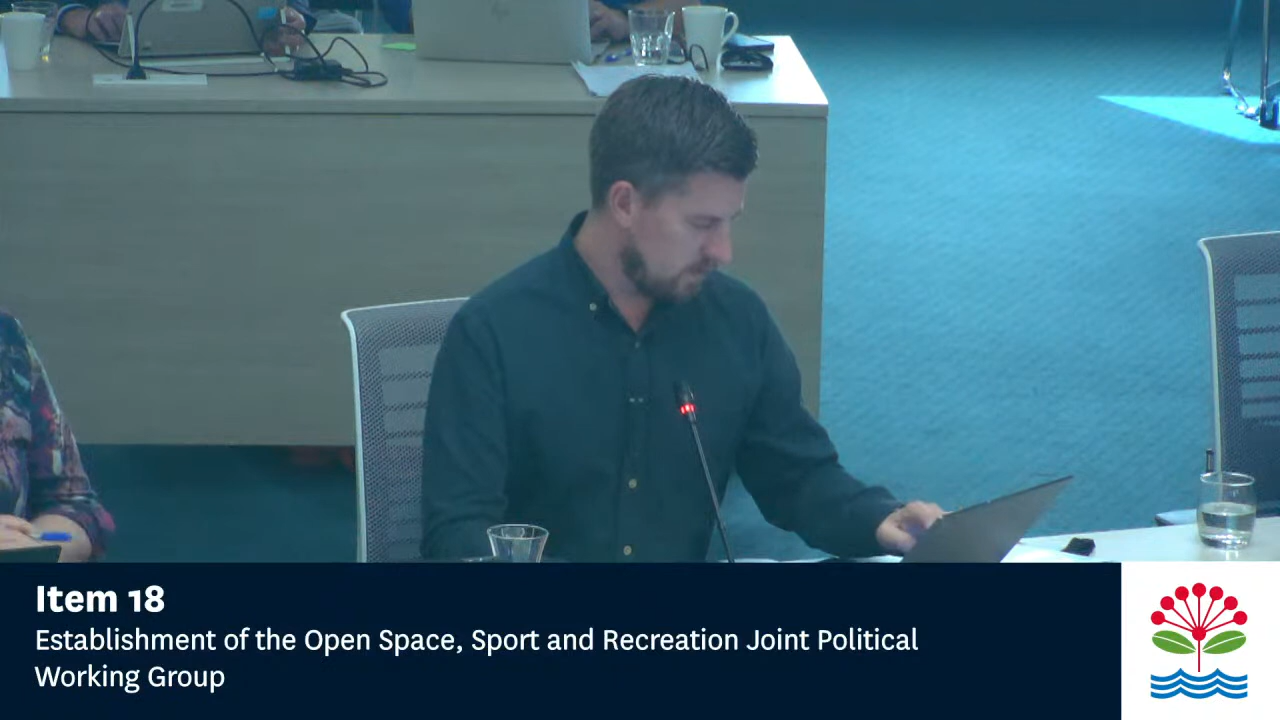 Item 18
Establishment of the Open Space, Sport and Recreation Joint Political
Working Group